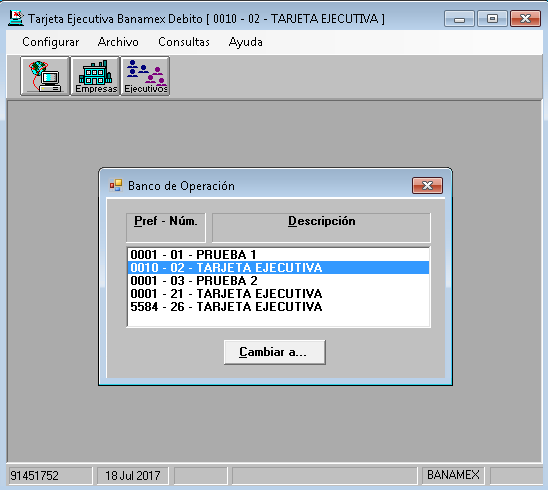 Tarjeta Ejecutiva Banamex Debito [ 0010 - 02 - TARJETA EJECUTIVA ]
Configurar Archivo Consultas Ayuda
Empresas Ejecutivos
Banco de Operación
Pref - Núm. Descripción
0001 - 01 - PRUEBA 1
0010 - 02 - TARJETA EJECUTIVA
0001 - 03 - PRUEBA 2
0001 - 21 - TARJETA EJECUTIVA
5584 - 26 - TARJETA EJECUTIVA
Cambiar a...
91451752 18 Jul 2017 BANAMEX